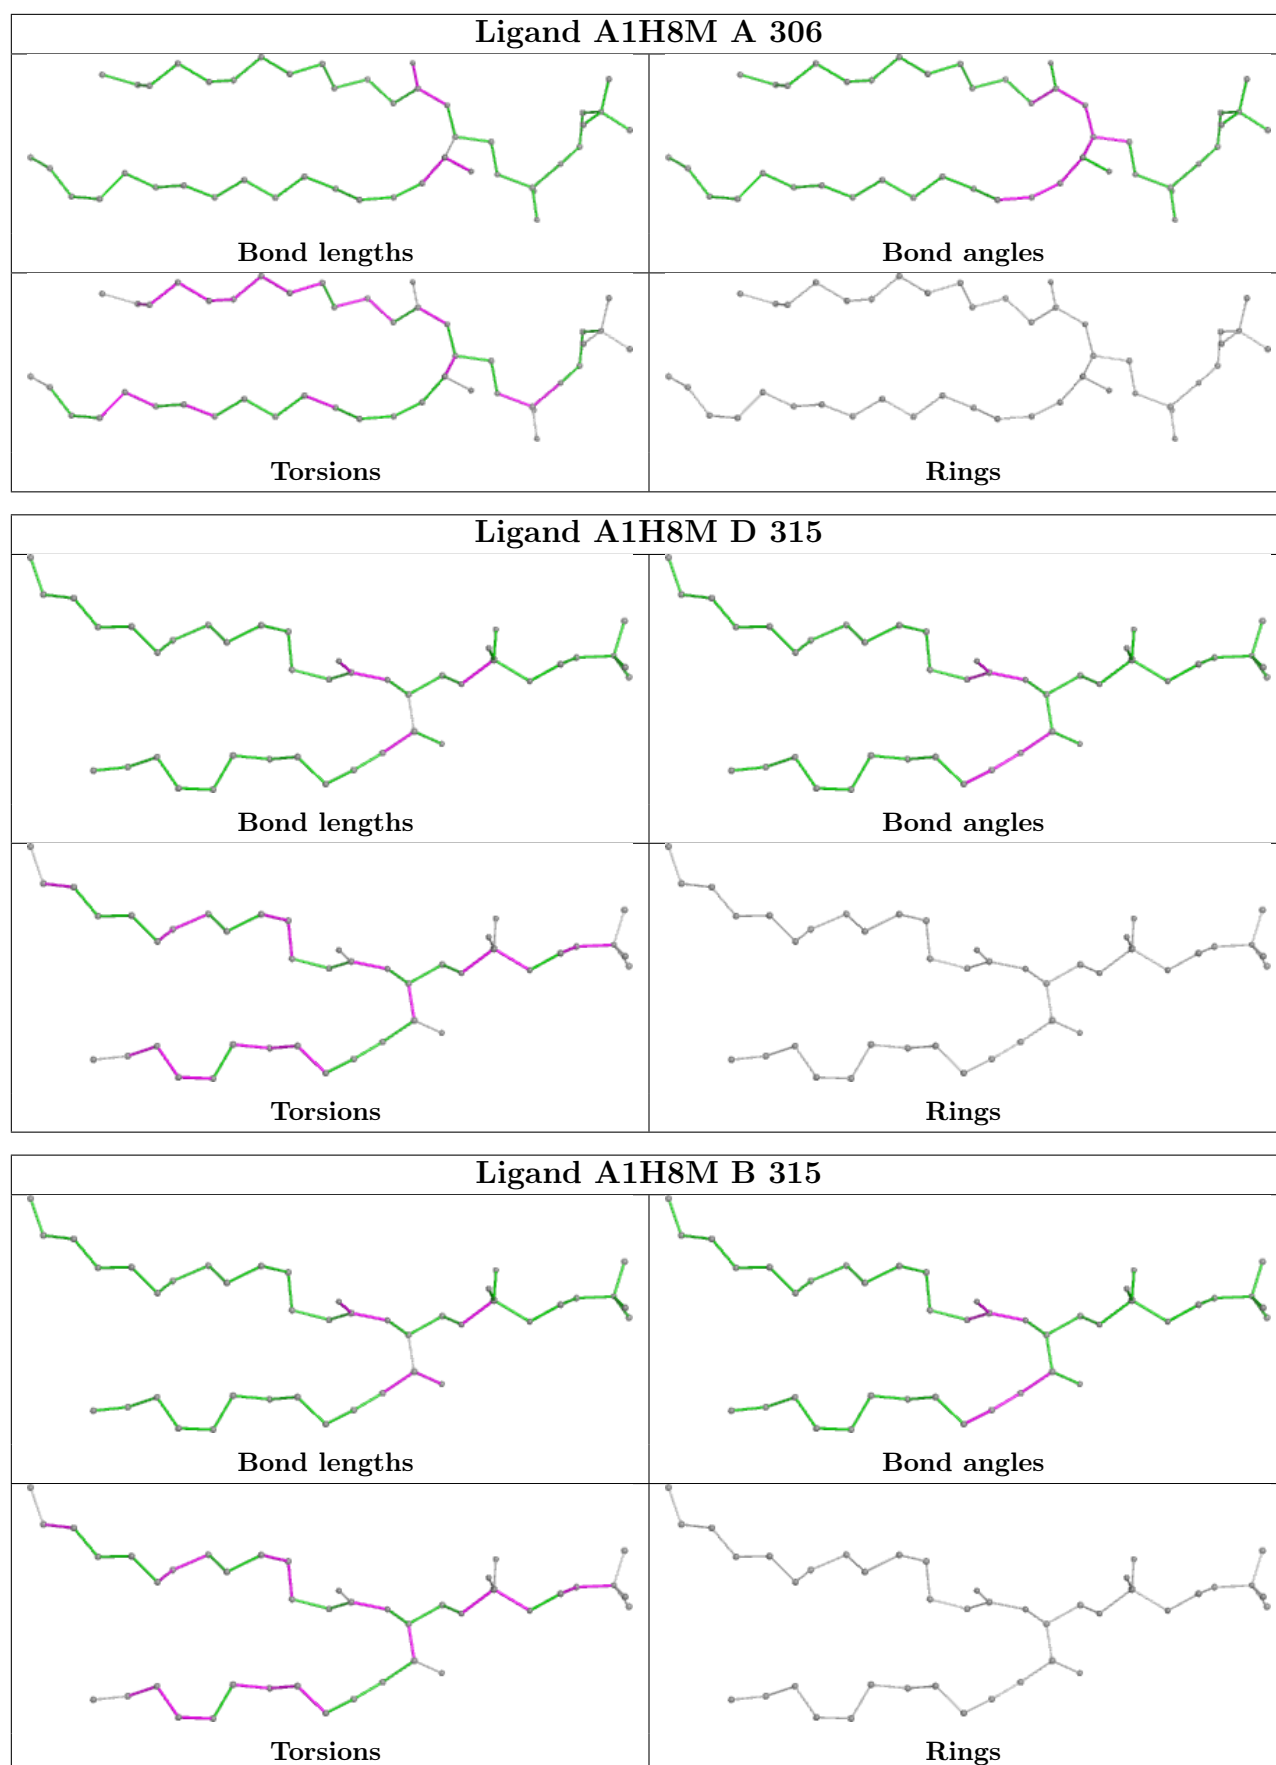 Ligand A1H8M A 306
Bond lengths
Bond angles
Torsions
Rings
Ligand A1H8M D 315
Bond lengths
Bond angles
Torsions
Rings
Ligand A1H8M B 315
Bond lengths
Bond angles
Torsions
Rings